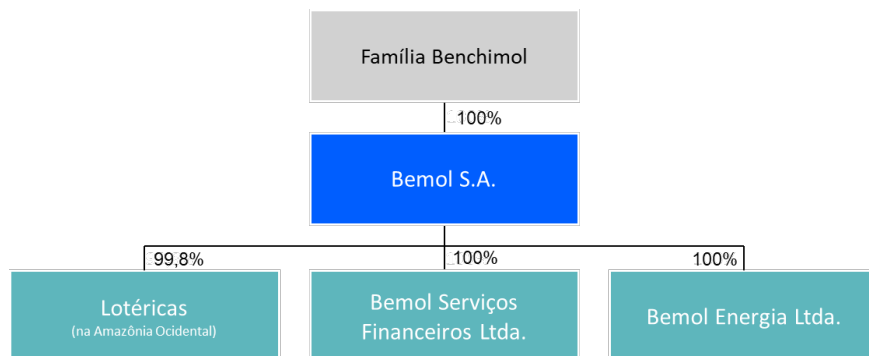 Família Benchimol
100%
Bemol S.A.
99,8%
100%
100%
Lotéricas
(na Amazônia Ocidental)
Bemol Serviços
Financeiros Ltda.
Bemol Energia Ltda.